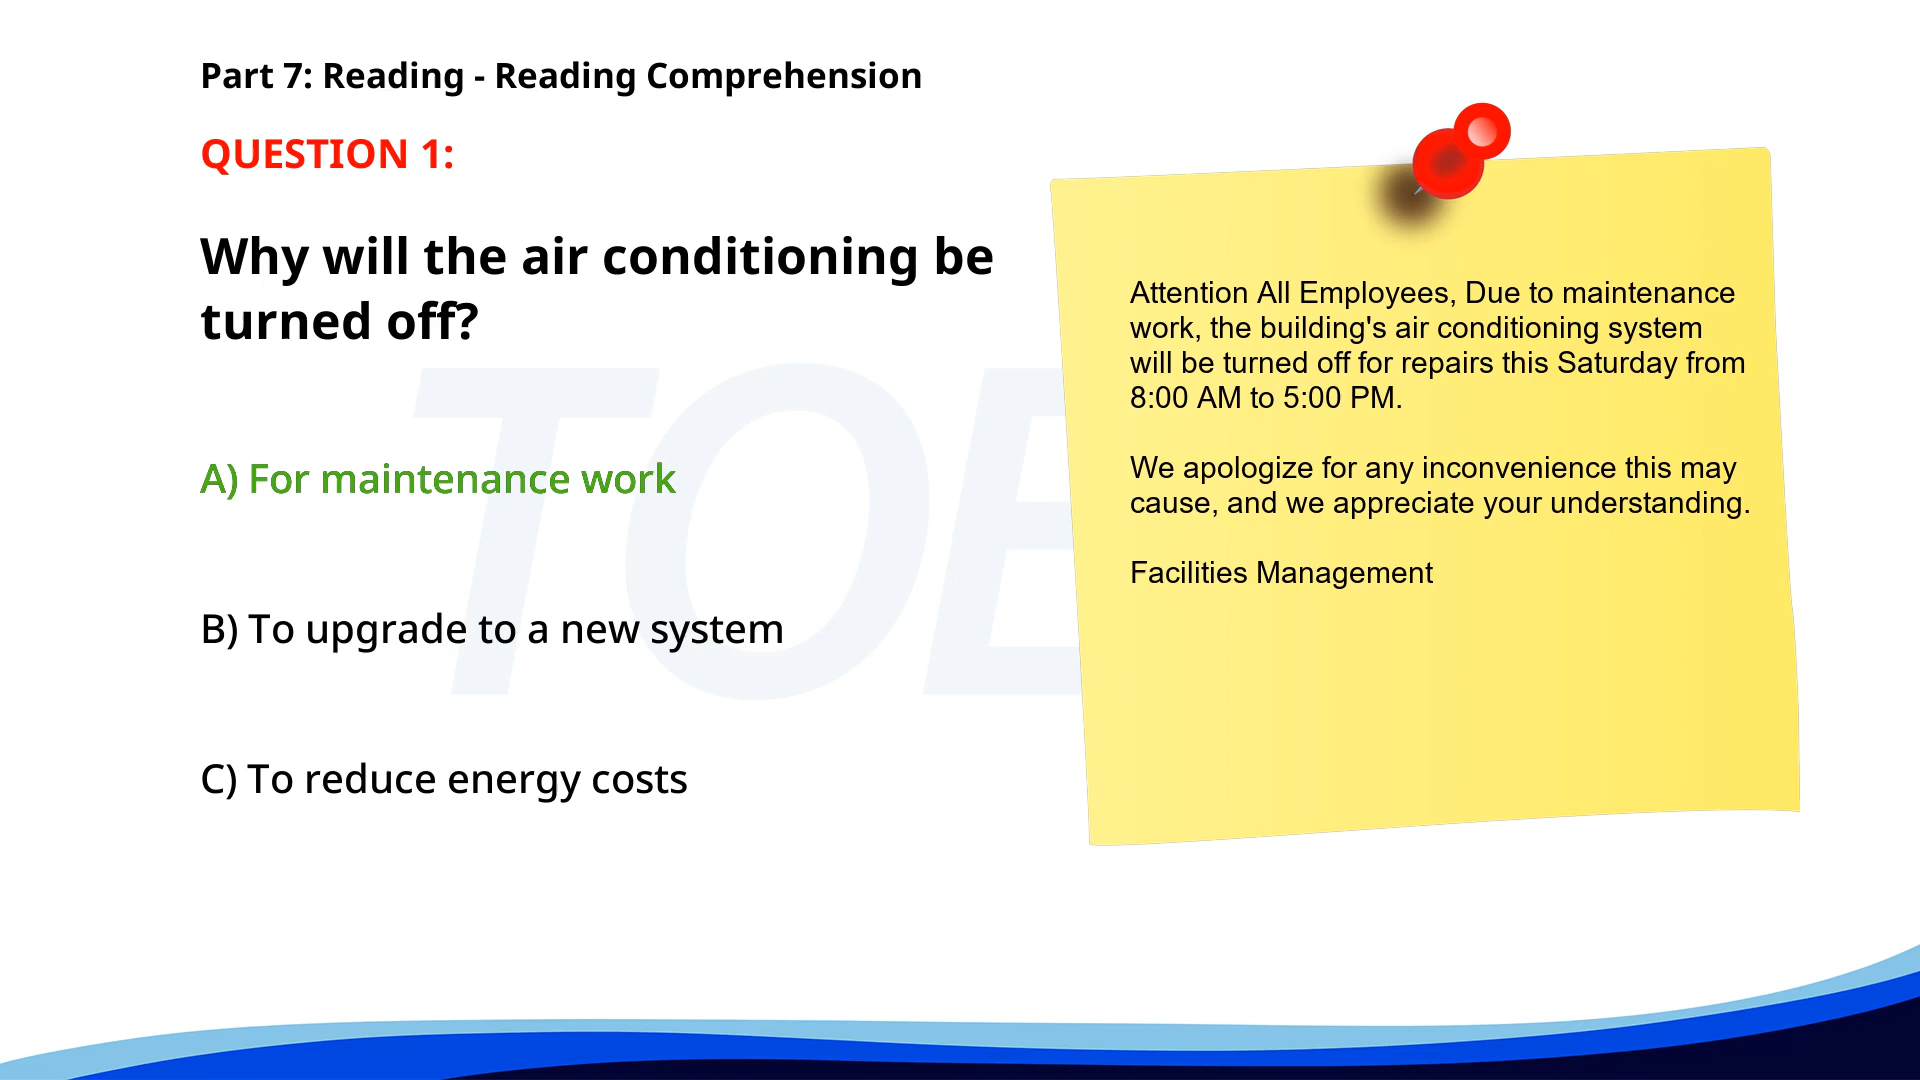 Part 7: Reading - Reading Comprehension
QUESTION 1:
Why will the air conditioning be
turned off?
A) For maintenance work
B) To upgrade to a new system
C) To reduce energy costs
Attention All Employees, Due to maintenance
work, the building's air conditioning system
will be turned off for repairs this Saturday from
8:00 AM to 5:00 PM.
We apologize for any inconvenience this may
cause, and we appreciate your understanding.
Facilities Management